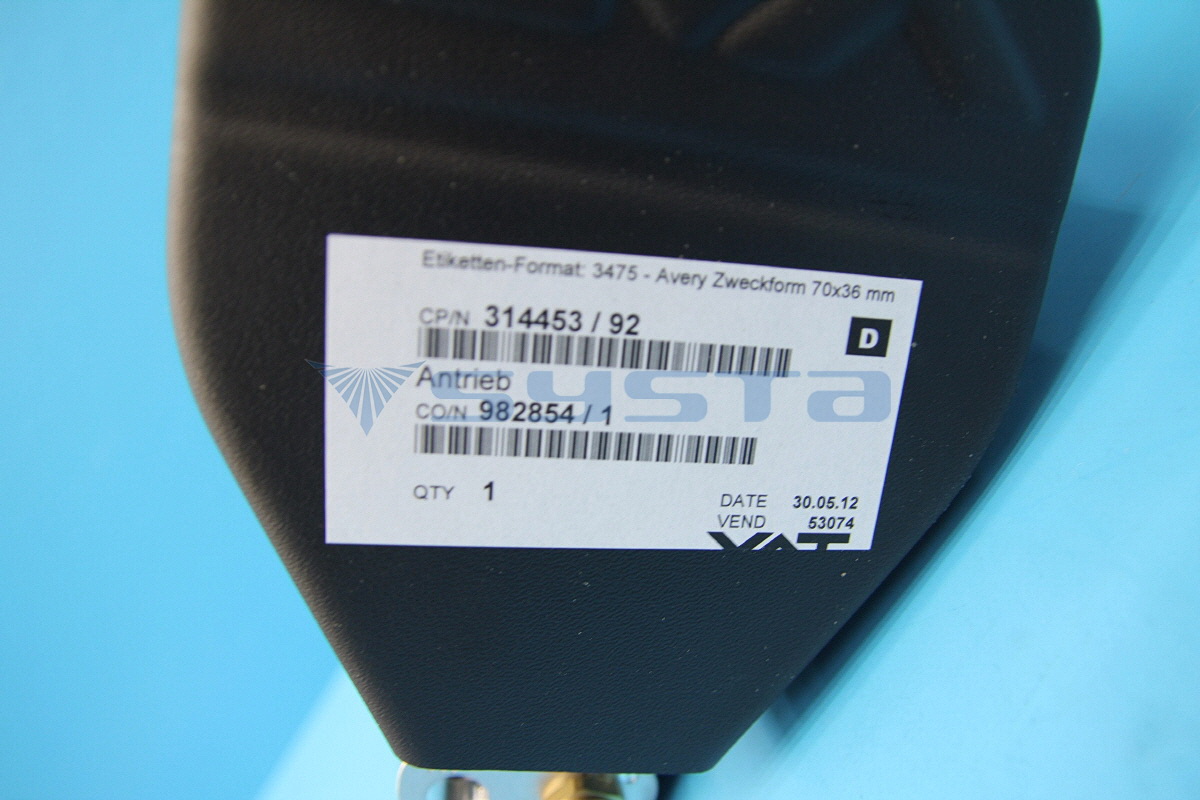 Etiketten-Format: 3475 - Avery Zweckform 70x36 mm
CP/N 314453 / 92
D
Antrieb
systa
CO/N 982854 / 1
QTY 1
DATE 30.05.12
VEND 53074
VAT